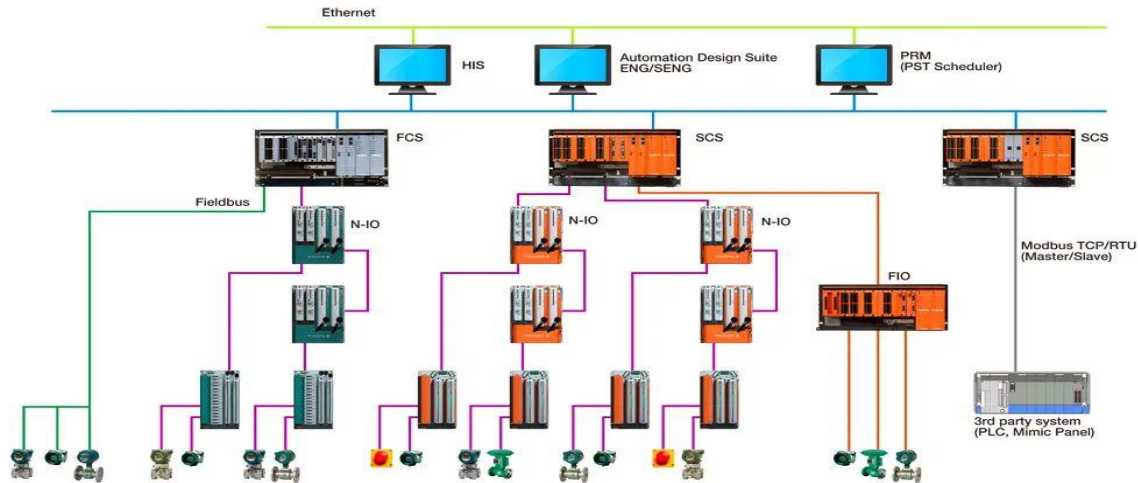 Ethernet
HIS
Automation Design Suite
ENG/SENG
PRM
(PST Scheduler)
FCS
SCS
SCS
Fieldbus
N-IO
N-IO
N-IO
Modbus TCP/RTU
(Master/Slave)
FIO
3rd party system
(PLC, Mimic Panel)